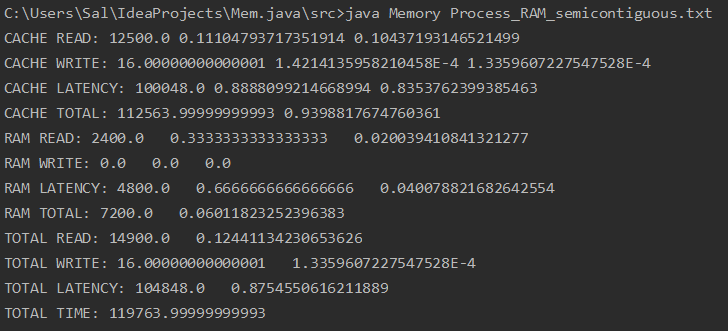 C:\Users\Sal\IdeaProjects\Mem.java\src>java Memory Process_RAM_semicontiguous.txt
CACHE READ: 12500.0 0.11104793717351914 0.10437193146521499
CACHE WRITE: 16.00000000000001 1.4214135958210458E-4 1.3359607227547528E-4
CACHE LATENCY: 100048.0 0.8888099214668994 0.8353762399385463
CACHE TOTAL: 112563.99999999993 0.9398817674760361
RAM READ: 2400.0 0.3333333333333333 0.020039410841321277
RAM WRITE: 0.0 0.0 0.0
RAM LATENCY: 4800.0 0.6666666666666666 0.040078821682642554
RAM TOTAL: 7200.0 0.06011823252396383
TOTAL READ: 14900.0 0.12441134230653626
TOTAL WRITE: 16.00000000000001 1.3359607227547528E-4
TOTAL LATENCY: 104848.0 0.8754550616211889
TOTAL TIME: 119763.99999999993